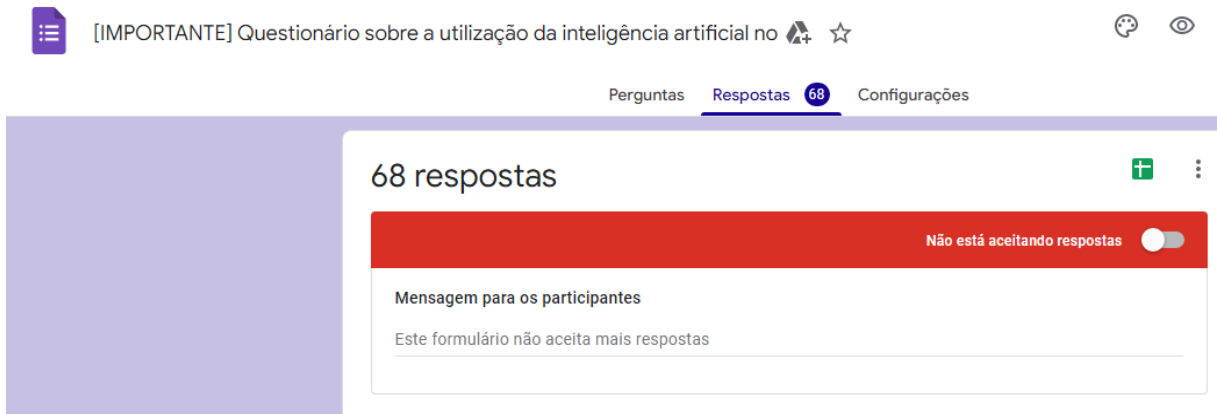 [IMPORTANTE] Questionário sobre a utilização da inteligência artificial no
Perguntas Respostas 68 Configurações
68 respostas
Não está aceitando respostas
Mensagem para os participantes
Este formulário não aceita mais respostas